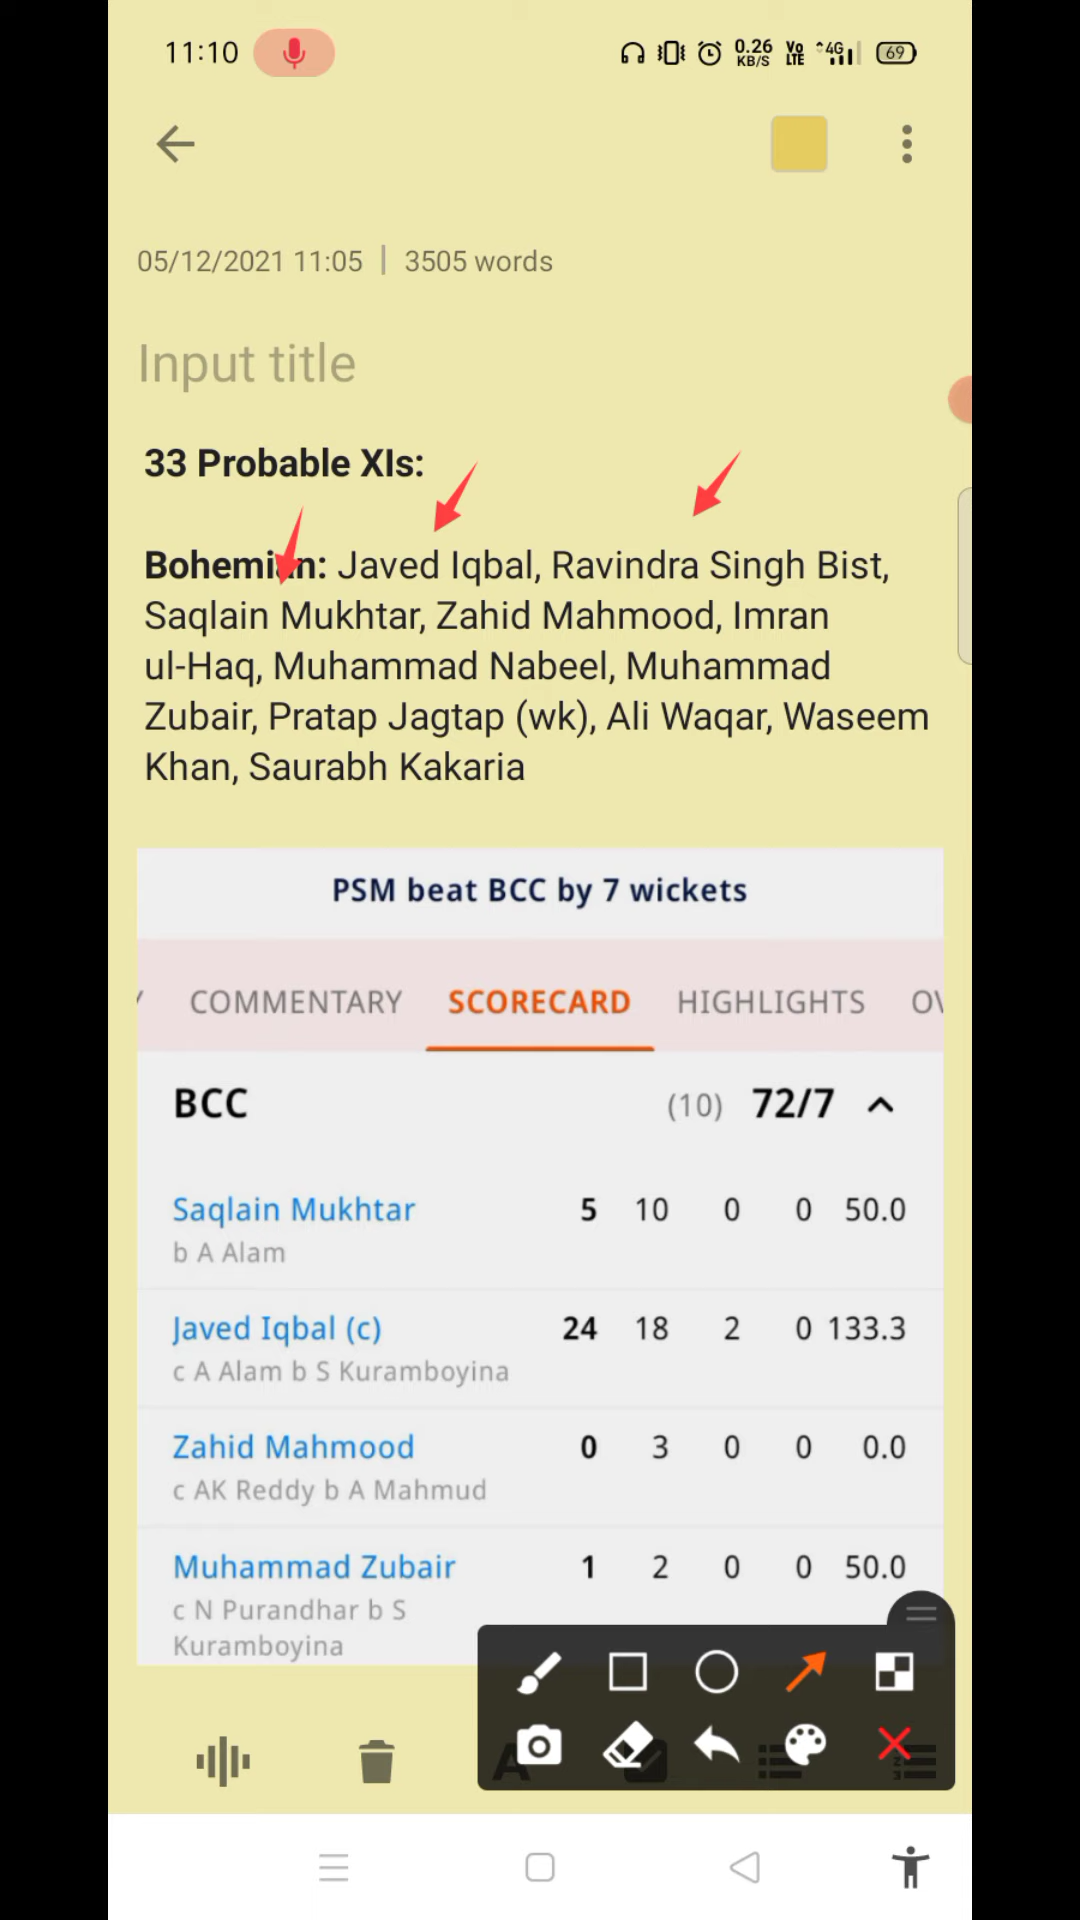 11:10
0.26 KB/S
Vo LTE
4G
69
05/12/2021 11:05 | 3505 words
Input title
33 Probable XIs:
Bohemian: Javed Iqbal, Ravindra Singh Bist,
Saqlain Mukhtar, Zahid Mahmood, Imran
ul-Haq, Muhammad Nabeel, Muhammad
Zubair, Pratap Jagtap (wk), Ali Waqar, Waseem
Khan, Saurabh Kakaria
PSM beat BCC by 7 wickets
COMMENTARY SCORECARD HIGHLIGHTS
BCC (10) 72/7
Saqlain Mukhtar 5 10 0 0 50.0
b A Alam
Javed Iqbal (c) 24 18 2 0 133.3
c A Alam b S Kuramboyina
Zahid Mahmood 0 3 0 0 0.0
c AK Reddy b A Mahmud
Muhammad Zubair 1 2 0 0 50.0
c N Purandhar b S
Kuramboyina